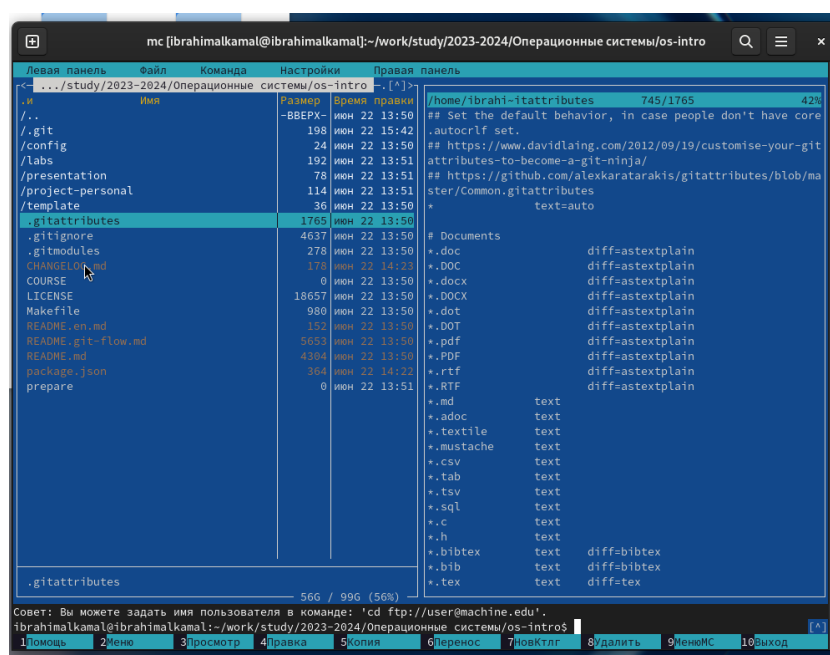 mc [ibrahimalkamal@ibrahimalkamal]:~/work/study/2023-2024/Операционные системы/os-intro
Левая панель Файл Команда Настройки Правая панель
<— .../study/2023-2024/Операционные системы/os-intro —.[^]>
.и Имя Размер Время правки
/.. -ВВЕРХ- июн 22 13:50
/.git 198 июн 22 15:42
/config 24 июн 22 13:50
/labs 192 июн 22 13:51
/presentation 78 июн 22 13:51
/project-personal 114 июн 22 13:51
/template 36 июн 22 13:50
.gitattributes 1765 июн 22 13:50
.gitignore 4637 июн 22 13:50
.gitmodules 278 июн 22 13:50
CHANGELOG.md 178 июн 22 14:23
COURSE 0 июн 22 13:50
LICENSE 18657 июн 22 13:50
Makefile 980 июн 22 13:50
README.en.md 152 июн 22 13:50
README.git-flow.md 5653 июн 22 13:50
README.md 4304 июн 22 13:50
package.json 364 июн 22 14:22
prepare 0 июн 22 13:51
.gitattributes
56G / 99G (56%)
/home/ibrahi~itattributes 745/1765 42%
## Set the default behavior, in case people don't have core
.autocrlf set.
## https://www.davidlaing.com/2012/09/19/customise-your-git
attributes-to-become-a-git-ninja/
## https://github.com/alexkaratarakis/gitattributes/blob/ma
ster/Common.gitattributes
* text=auto
# Documents
*.doc diff=astextplain
*.DOC diff=astextplain
*.docx diff=astextplain
*.DOCX diff=astextplain
*.dot diff=astextplain
*.DOT diff=astextplain
*.pdf diff=astextplain
*.PDF diff=astextplain
*.rtf diff=astextplain
*.RTF diff=astextplain
*.md text
*.adoc text
*.textile text
*.mustache text
*.csv text
*.tab text
*.tsv text
*.sql text
*.c text
*.h text
*.bibtex text diff=bibtex
*.bib text diff=bibtex
*.tex text diff=tex
Совет: Вы можете задать имя пользователя в команде: 'cd ftp://user@machine.edu'.
ibrahimalkamal@ibrahimalkamal:~/work/study/2023-2024/Операционные системы/os-intro$ [^]
1Помощь 2Меню 3Просмотр 4Правка 5Копия 6Перенос 7НовКтлг 8Удалить 9МенюMC 10Выход